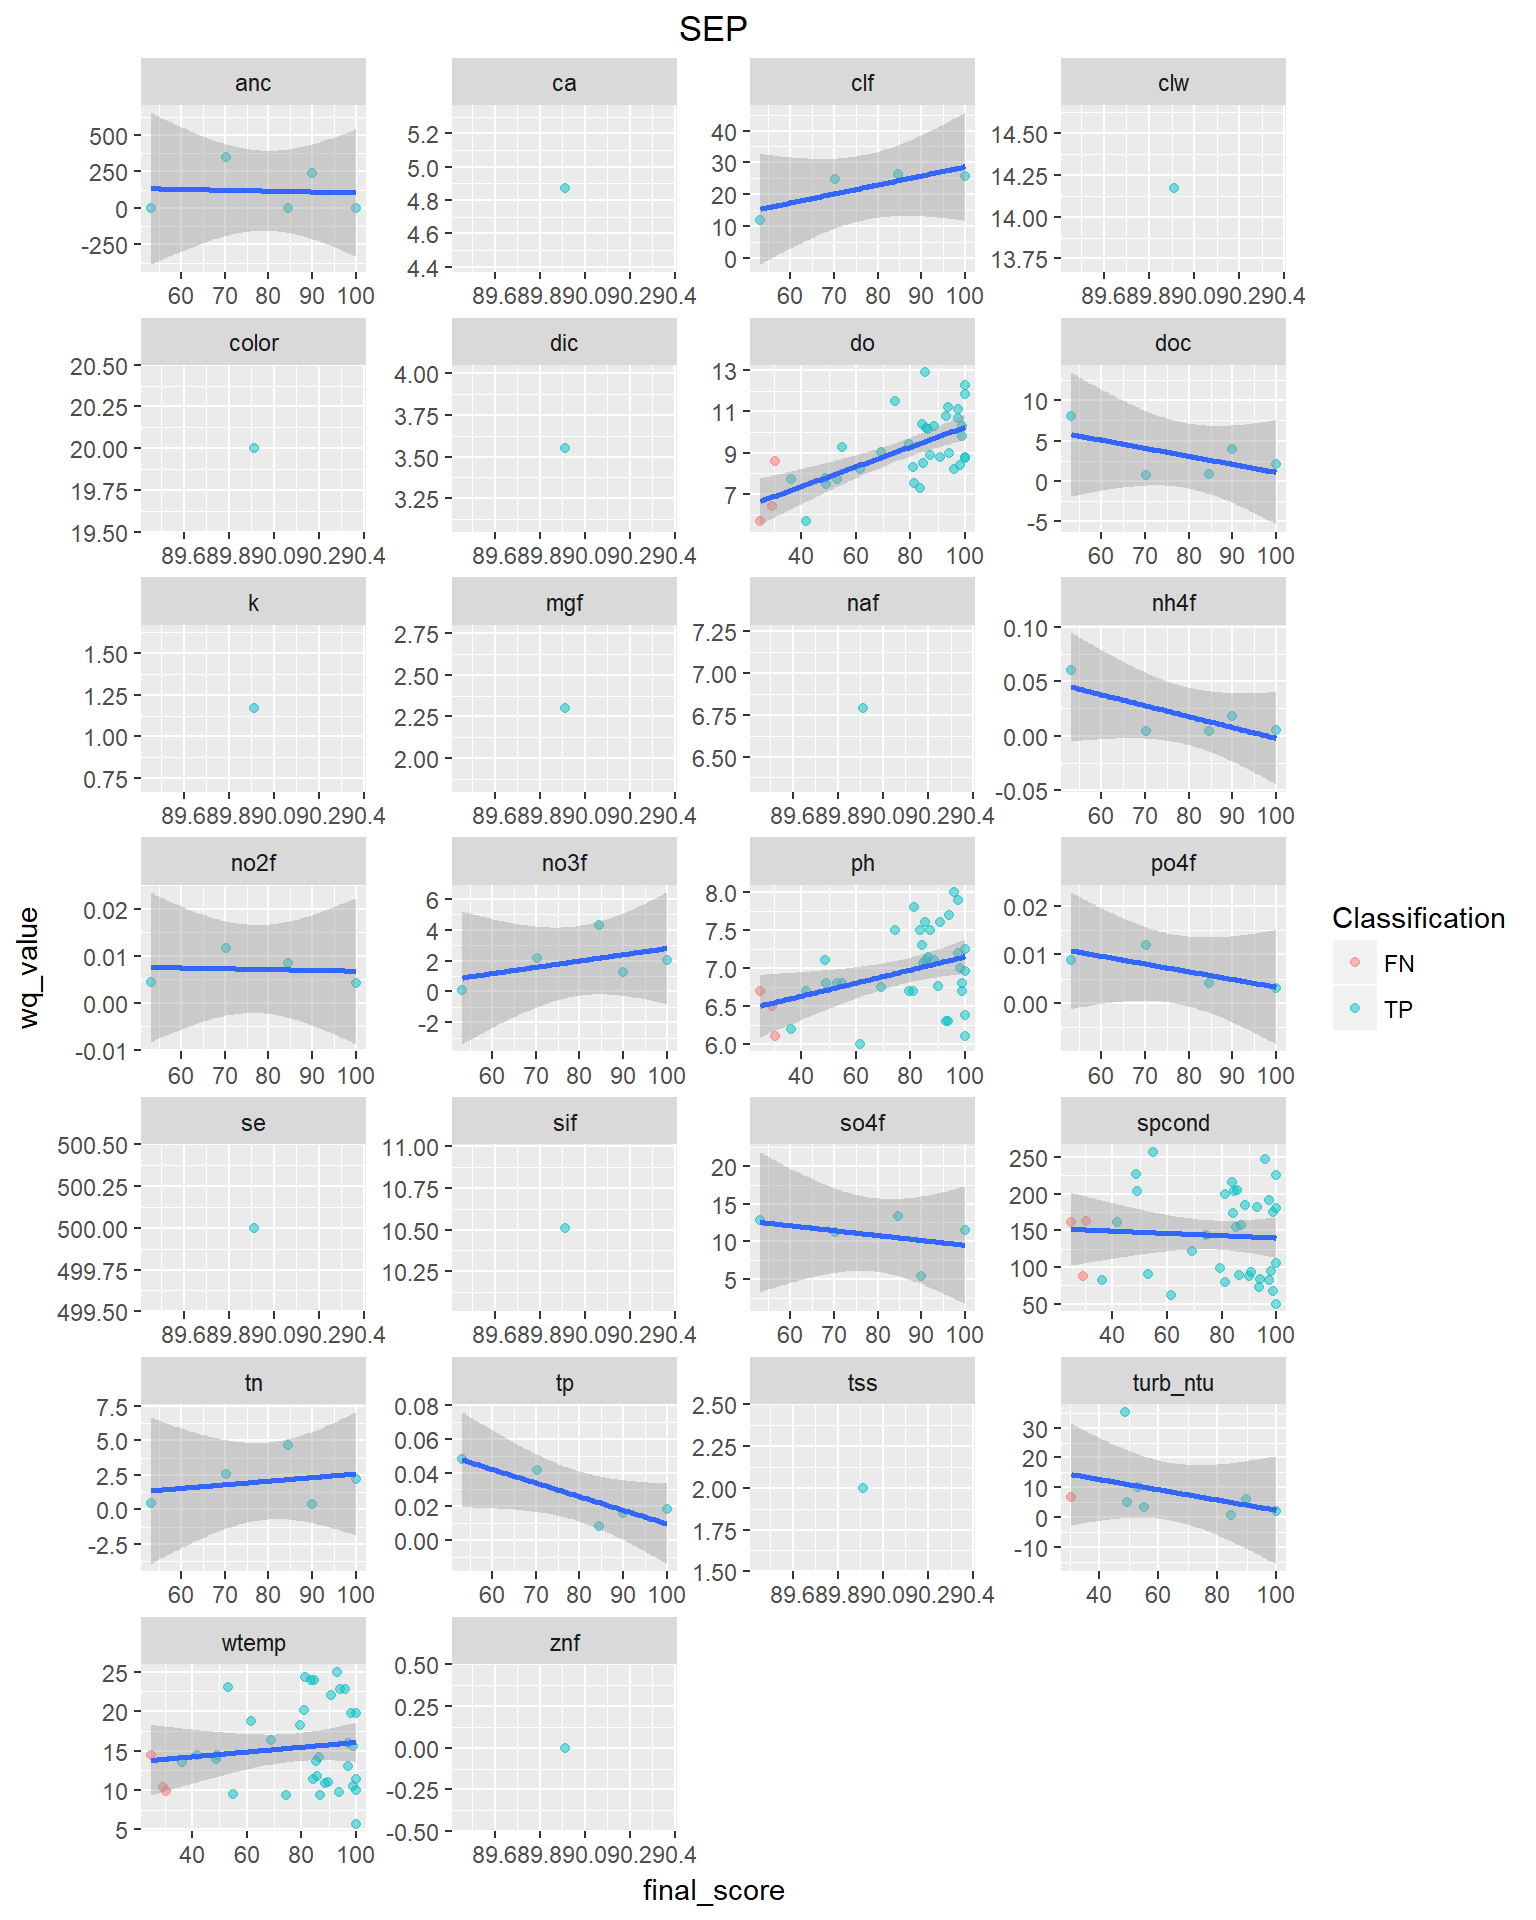 SEP
anc ca clf clw
500 5.2 40 14.50
250 5.0 30 14.25
0 4.8 20 14.00
-250 4.6 10 13.75
4.4 0
60 70 80 90 100 89.689.890.090.290.4 60 70 80 90 100 89.689.890.090.290.4
color dic do doc
20.50 4.00 13 10
20.25 3.75 11 5
20.00 3.50 9 0
19.75 3.25 7 -5
19.50
89.689.890.090.290.4 89.689.890.090.290.4 40 60 80 100 60 70 80 90 100
k mgf naf nh4f
1.50 2.75 7.25 0.10
1.25 2.50 7.00 0.05
1.00 2.25 6.75 0.00
0.75 2.00 6.50 -0.05
89.689.890.090.290.4 89.689.890.090.290.4 89.689.890.090.290.4 60 70 80 90 100
no2f no3f ph po4f
0.02 6 8.0 0.02
0.01 4 7.5 0.01
0.00 2 7.0 0.00
-0.01 0 6.5
-2 6.0
60 70 80 90 100 60 70 80 90 100 40 60 80 100 60 70 80 90 100
wq_value
Classification
FN
TP
se sif so4f spcond
500.50 11.00 20 250
500.25 10.75 15 200
500.00 10.50 10 150
499.75 10.25 5 100
499.50 50
89.689.890.090.290.4 89.689.890.090.290.4 60 70 80 90 100 40 60 80 100
tn tp tss turb_ntu
7.5 0.08 2.50 30
5.0 0.06 2.25 20
2.5 0.04 2.00 10
0.0 0.02 1.75 0
-2.5 0.00 1.50 -10
60 70 80 90 100 60 70 80 90 100 89.689.890.090.290.4 40 60 80 100
wtemp znf
25 0.50
20 0.25
15 0.00
10 -0.25
5 -0.50
40 60 80 100 89.689.890.090.290.4
final_score